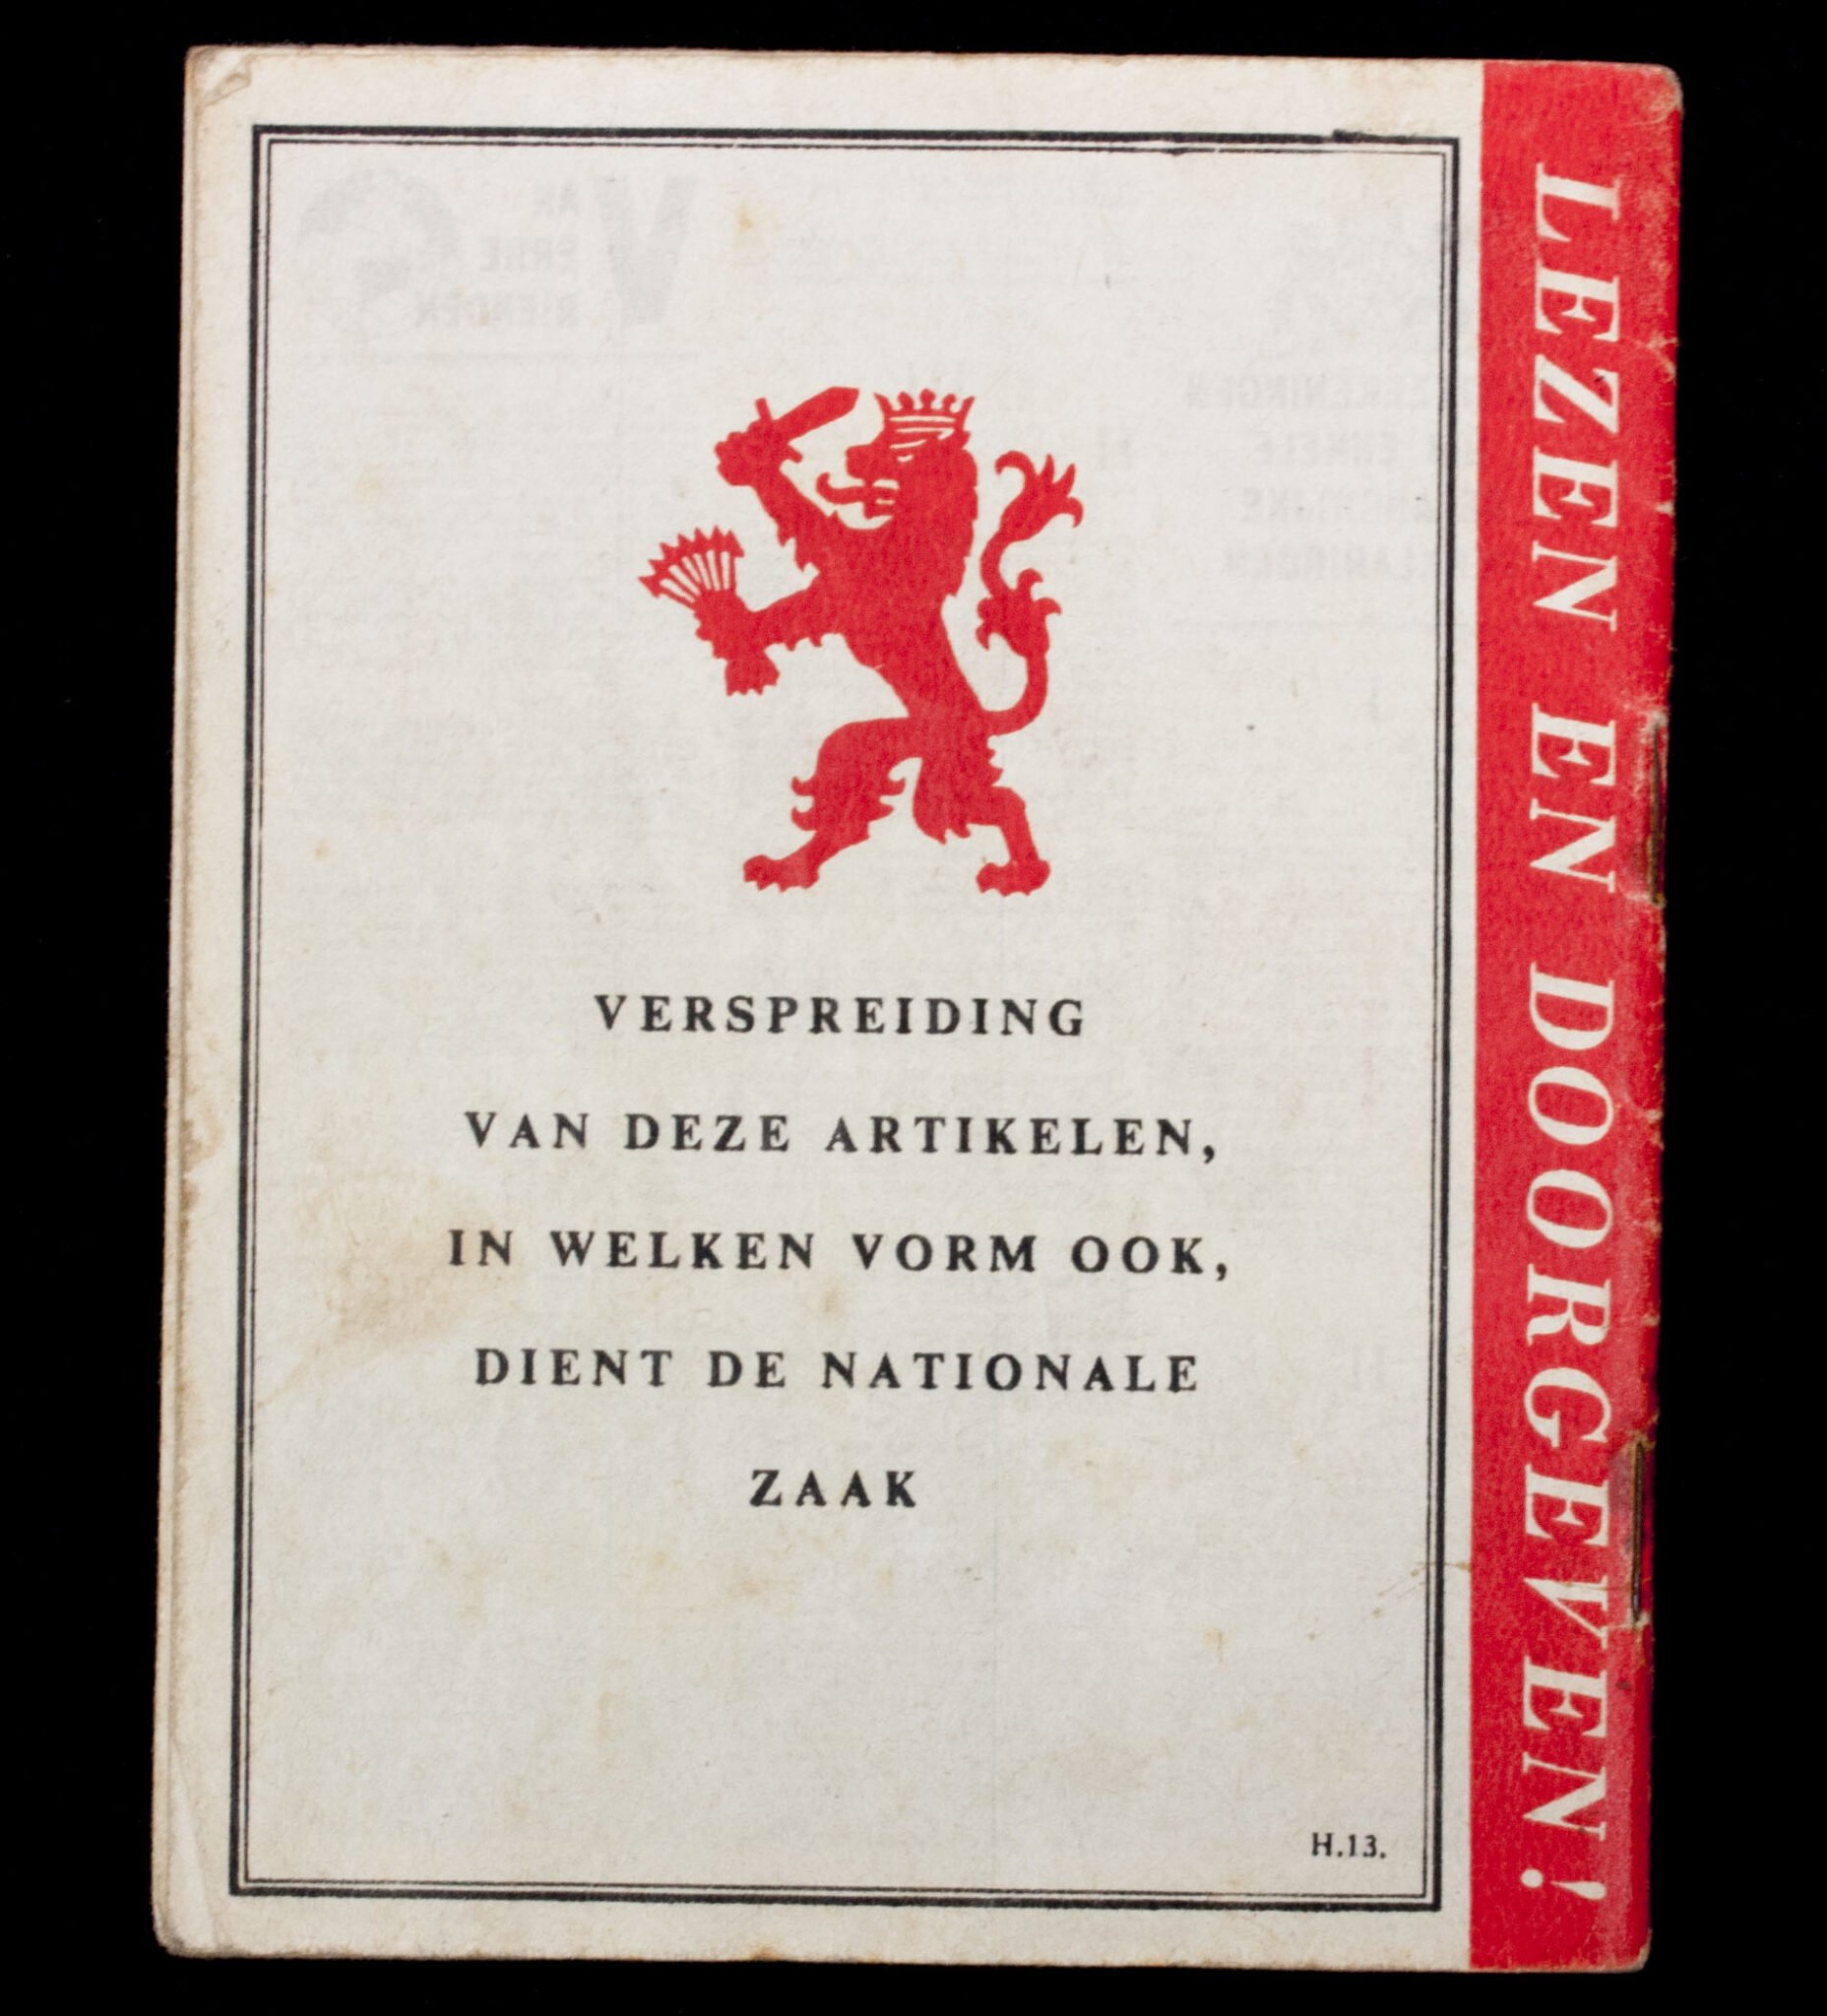 VERSPREIDING
VAN DEZE ARTIKELEN,
IN WELKEN VORM OOK,
DIENT DE NATIONALE
ZAAK
H.13.
LEZEN EN DOORGEVEN!